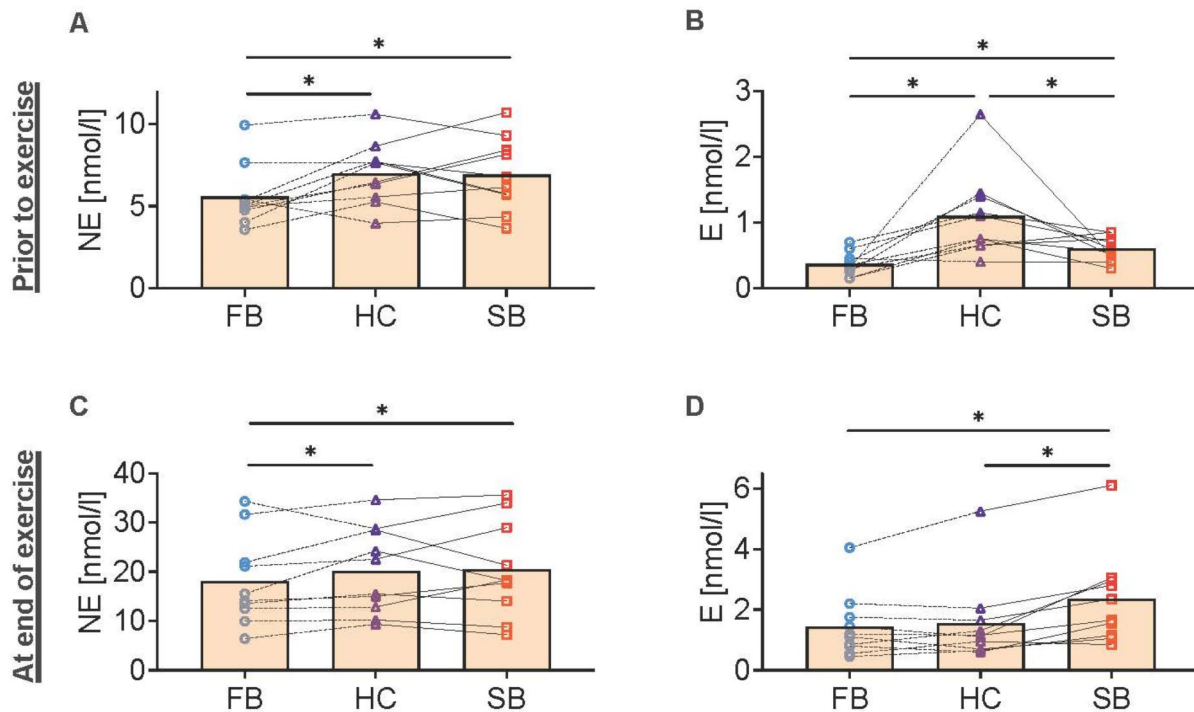 Prior to exercise
A
*
*
NE [nmol/l]
10
5
0
FB HC SB
B
*
* *
E [nmol/l]
3
2
1
0
FB HC SB
At end of exercise
C
*
*
NE [nmol/l]
40
30
20
10
0
FB HC SB
D
*
*
E [nmol/l]
6
4
2
0
FB HC SB